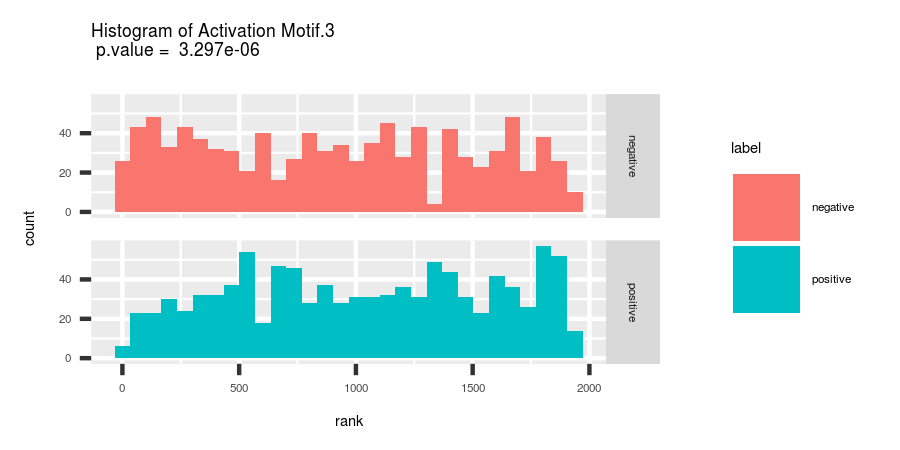 Histogram of Activation Motif.3
p.value = 3.297e-06
count
40
20
0
negative
40
20
0
positive
0 500 1000 1500 2000
rank
label
negative
positive